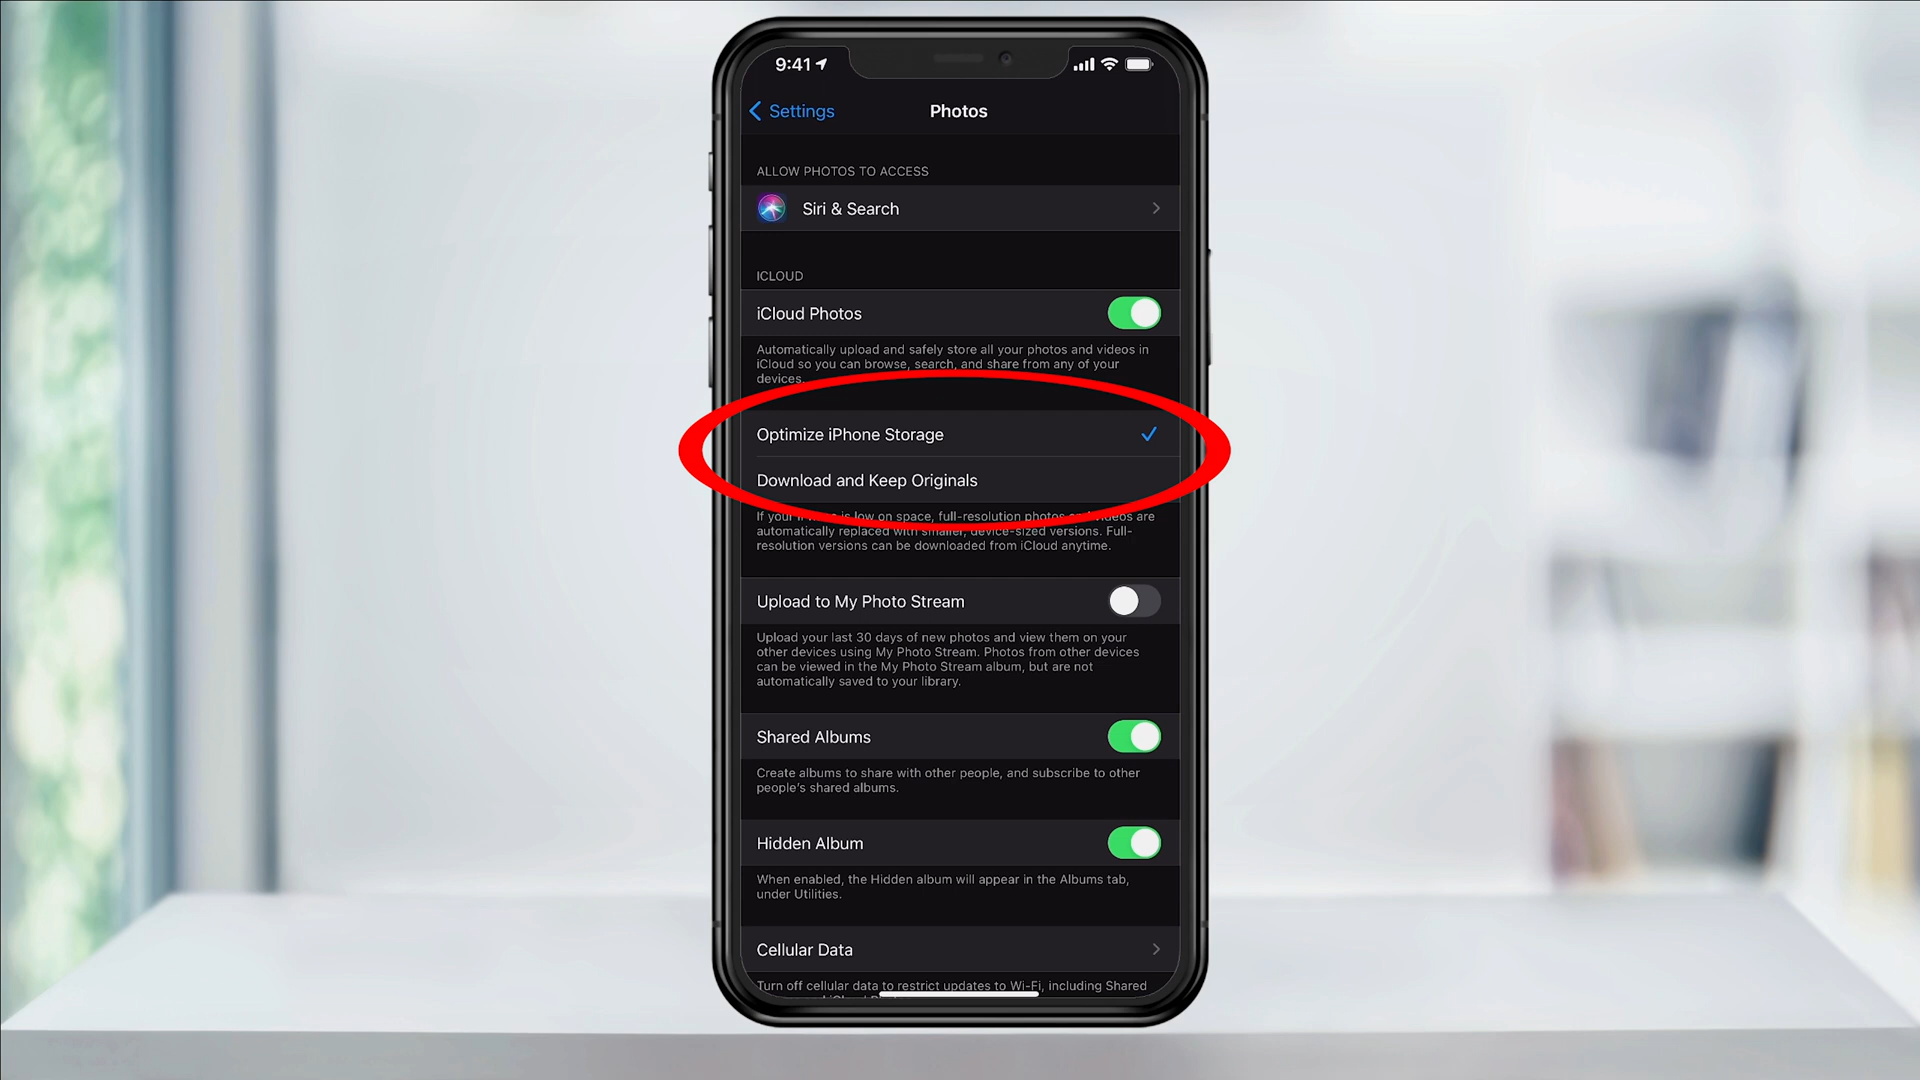 9:41
Settings
Photos
ALLOW PHOTOS TO ACCESS
Siri & Search
ICLOUD
iCloud Photos
Automatically upload and safely store all your photos and videos in
iCloud so you can browse, search, and share from any of your
devices.
Optimize iPhone Storage
Download and Keep Originals
If your is low on space, full-resolution photos videos are
automatically replaced with smaller, device-sized versions. Full-
resolution versions can be downloaded from iCloud anytime.
Upload to My Photo Stream
Upload your last 30 days of new photos and view them on your
other devices using My Photo Stream. Photos from other devices
can be viewed in the My Photo Stream album, but are not
automatically saved to your library.
Shared Albums
Create albums to share with other people, and subscribe to other
people's shared albums.
Hidden Album
When enabled, the Hidden album will appear in the Albums tab,
under Utilities.
Cellular Data
Turn off cellular data to restrict updates to Wi-Fi, including Shared